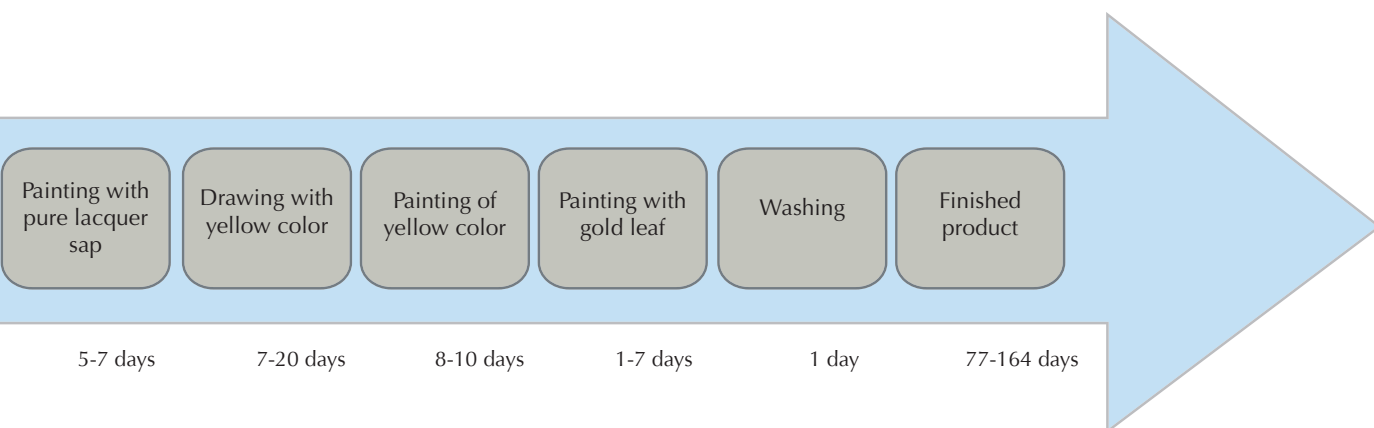 Painting with
pure lacquer
sap
Drawing with
yellow color
Painting of
yellow color
Painting with
gold leaf
Washing
Finished
product
5-7 days
7-20 days
8-10 days
1-7 days
1 day
77-164 days